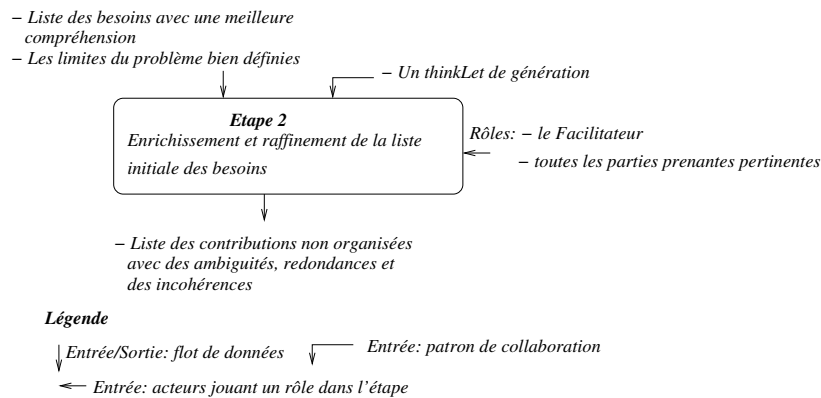 – Liste des besoins avec une meilleure
compréhension
– Les limites du problème bien définies
– Un thinkLet de génération
Etape 2
Enrichissement et raffinement de la liste
initiale des besoins
Rôles: – le Facilitateur
– toutes les parties prenantes pertinentes
– Liste des contributions non organisées
avec des ambiguités, redondances et
des incohérences
Légende
Entrée/Sortie: flot de données
Entrée: patron de collaboration
Entrée: acteurs jouant un rôle dans l'étape